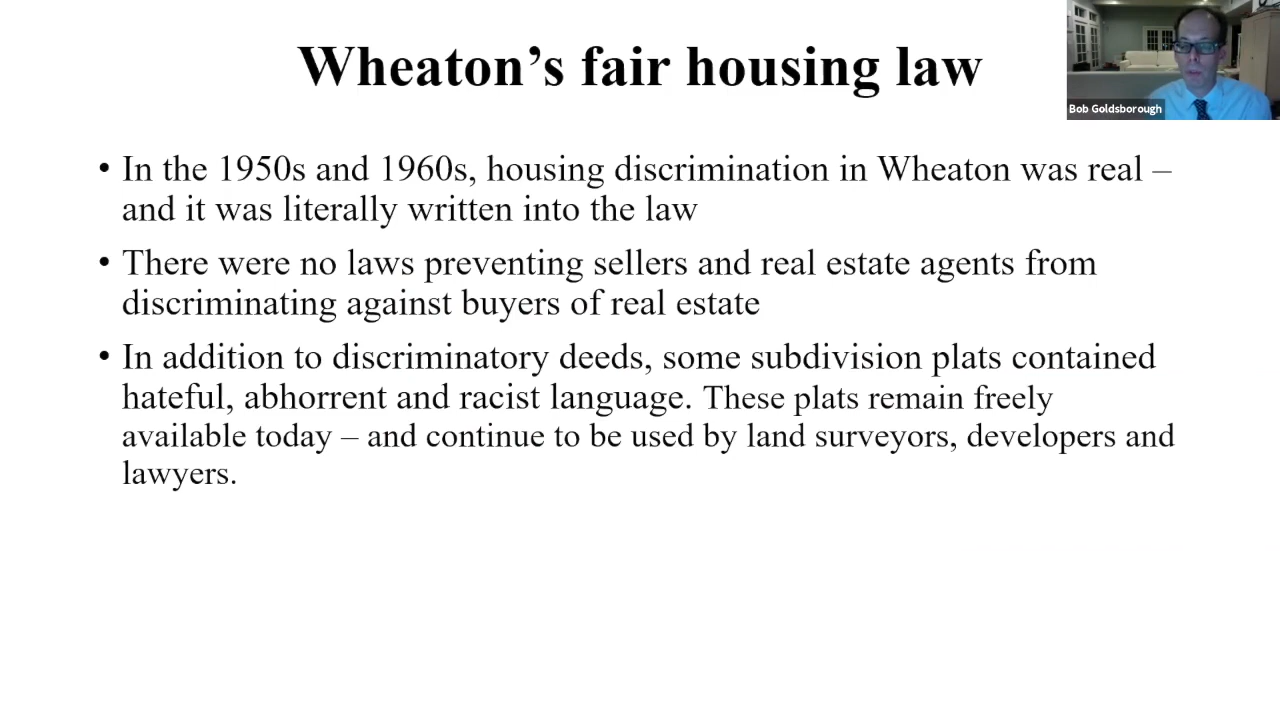 Wheaton’s fair housing law
Bob Goldsborough
• In the 1950s and 1960s, housing discrimination in Wheaton was real –
and it was literally written into the law
• There were no laws preventing sellers and real estate agents from
discriminating against buyers of real estate
• In addition to discriminatory deeds, some subdivision plats contained
hateful, abhorrent and racist language. These plats remain freely
available today – and continue to be used by land surveyors, developers and
lawyers.